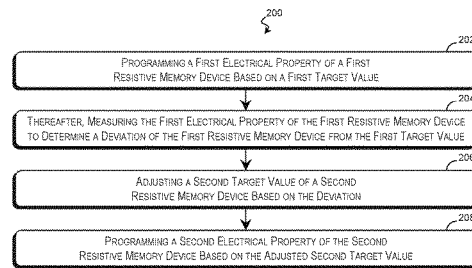 200
202
PROGRAMMING A FIRST ELECTRICAL PROPERTY OF A FIRST
RESISTIVE MEMORY DEVICE BASED ON A FIRST TARGET VALUE
204
THEREAFTER, MEASURING THE FIRST ELECTRICAL PROPERTY OF THE FIRST RESISTIVE MEMORY DEVICE
TO DETERMINE A DEVIATION OF THE FIRST RESISTIVE MEMORY DEVICE FROM THE FIRST TARGET VALUE
206
ADJUSTING A SECOND TARGET VALUE OF A SECOND
RESISTIVE MEMORY DEVICE BASED ON THE DEVIATION
208
PROGRAMMING A SECOND ELECTRICAL PROPERTY OF THE SECOND
RESISTIVE MEMORY DEVICE BASED ON THE ADJUSTED SECOND TARGET VALUE